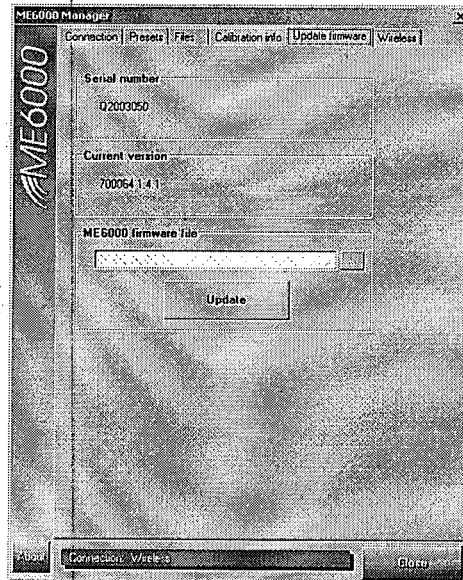 ME6000 Manager
Connection Presets Files Calibration info Update firmware Wireless
ME6000
Serial number
Q2003050
Current version
700064 1.4.1
ME6000 firmware file
Update
About
Connection: Wireless
Close